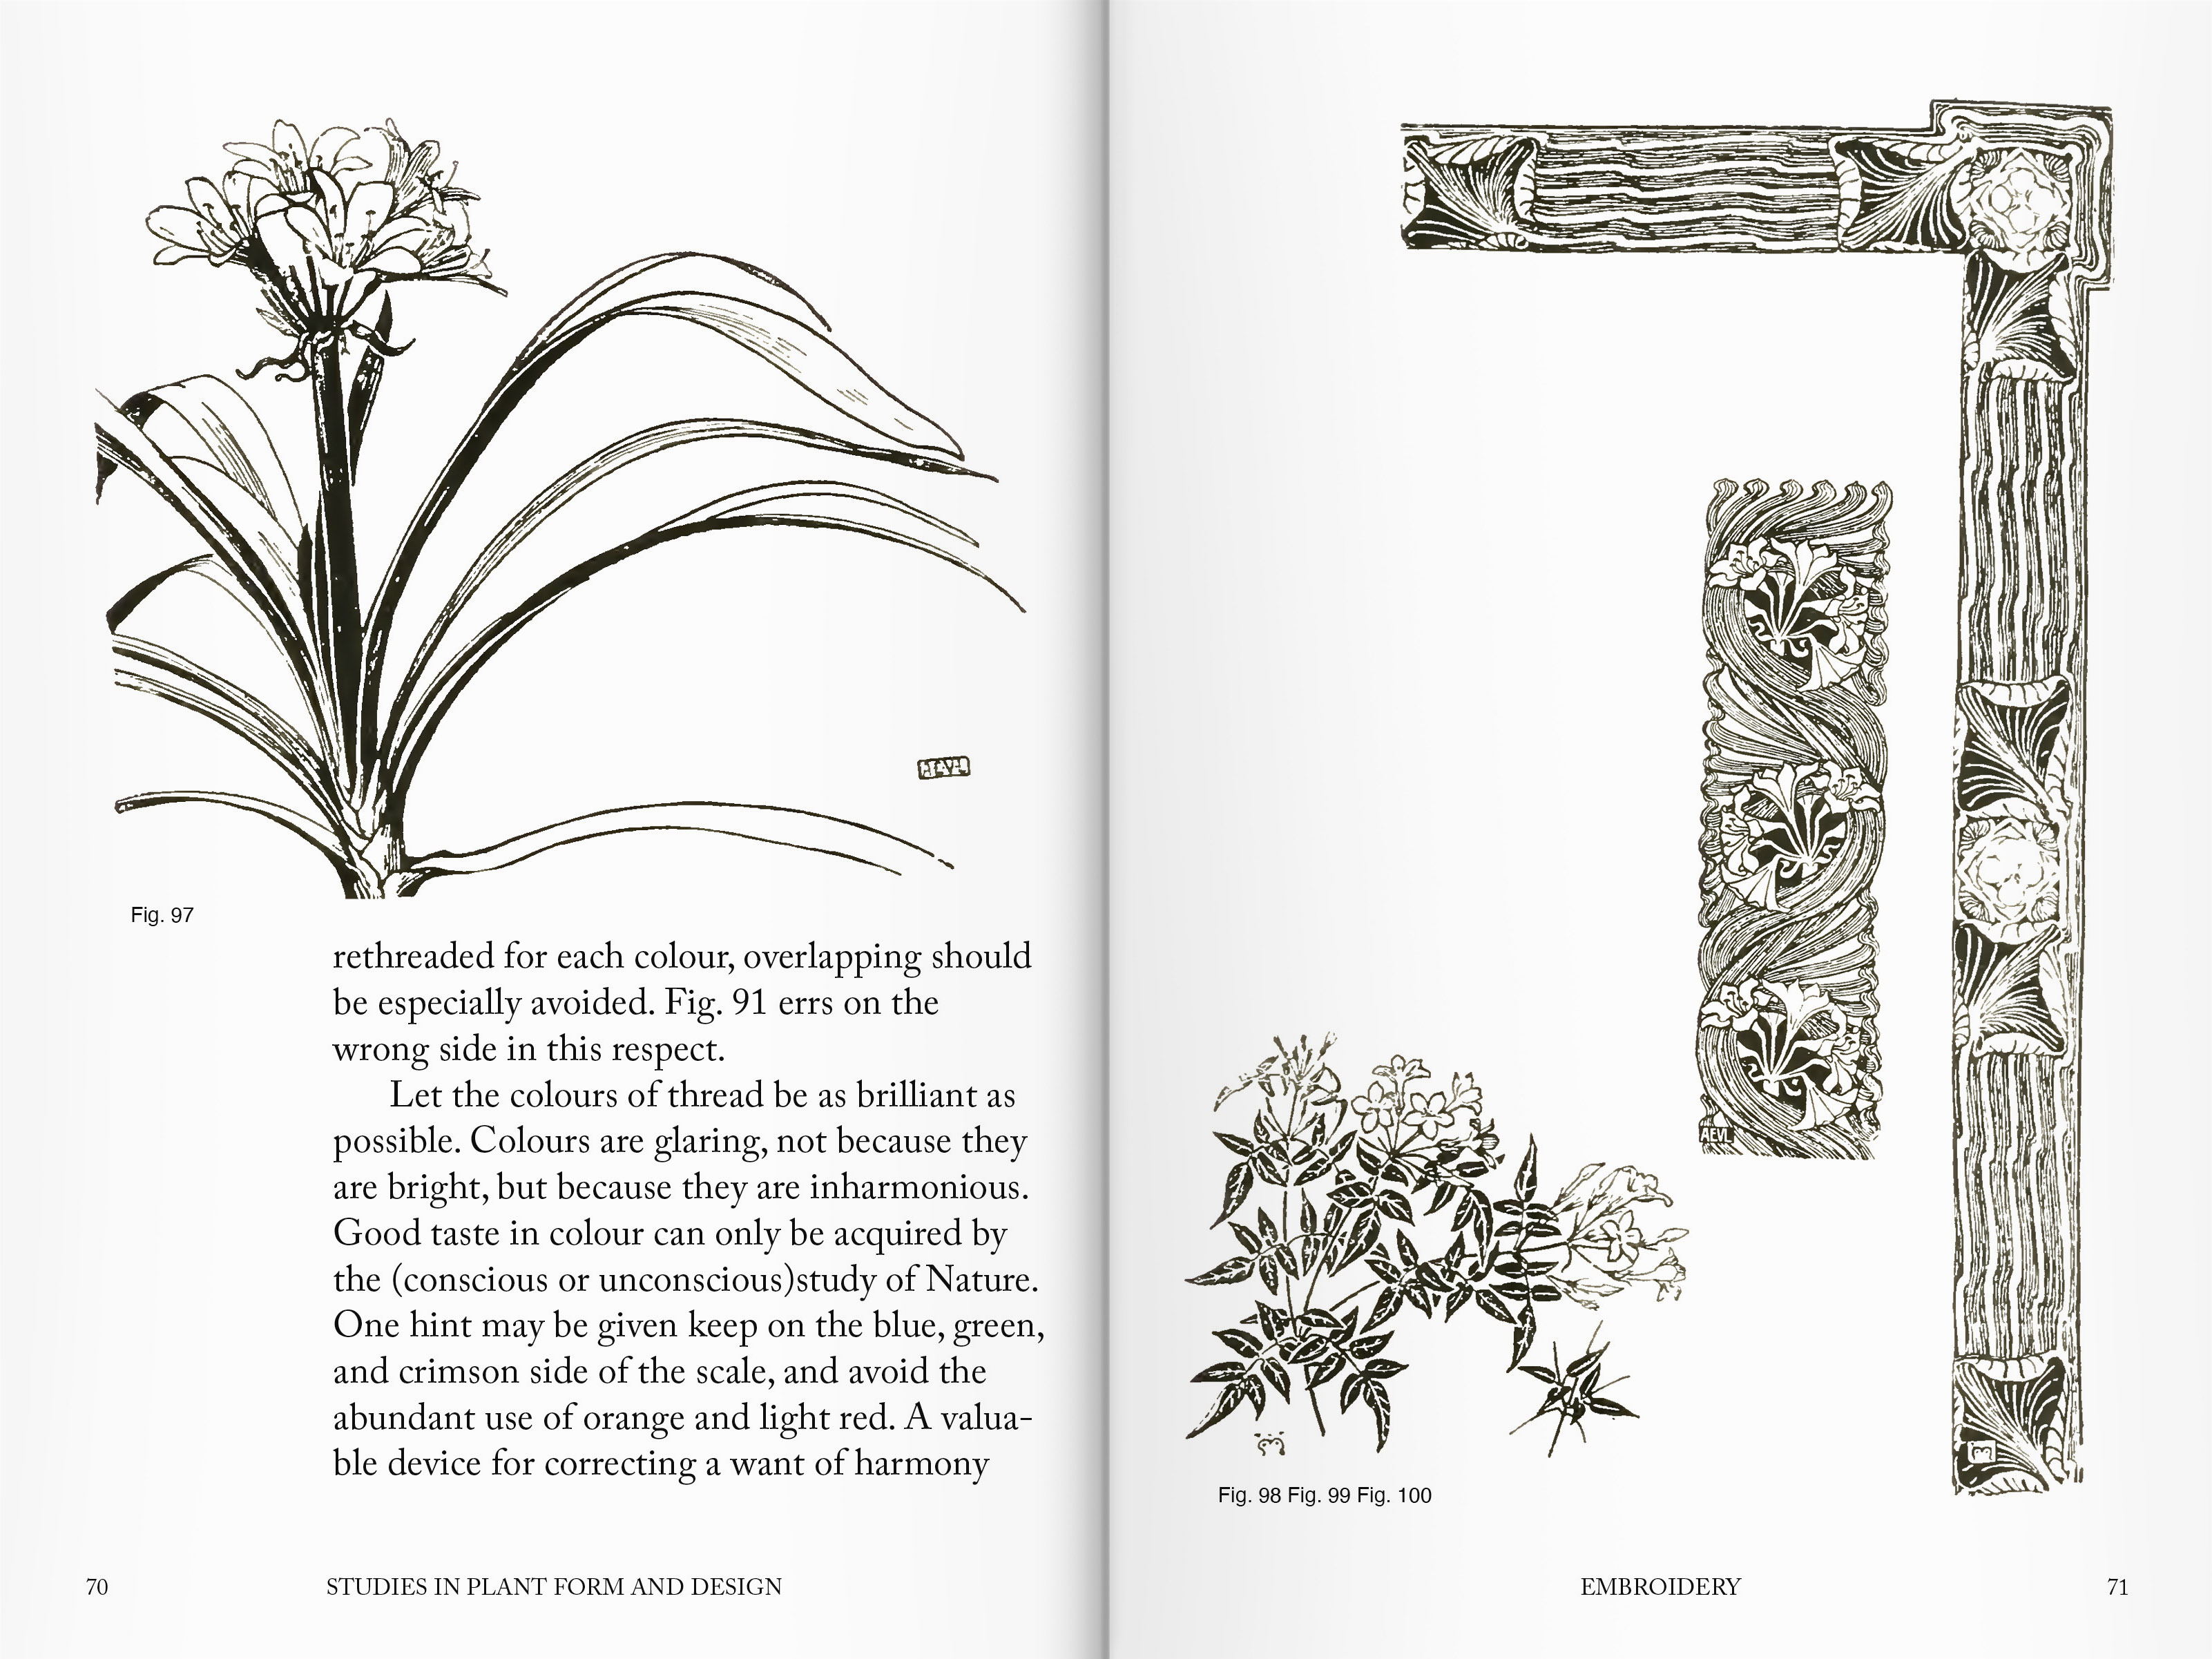 Fig. 97
rethreaded for each colour, overlapping should
be especially avoided. Fig. 91 errs on the
wrong side in this respect.
Let the colours of thread be as brilliant as
possible. Colours are glaring, not because they
are bright, but because they are inharmonious.
Good taste in colour can only be acquired by
the (conscious or unconscious)study of Nature.
One hint may be given keep on the blue, green,
and crimson side of the scale, and avoid the
abundant use of orange and light red. A valua-
ble device for correcting a want of harmony
70
STUDIES IN PLANT FORM AND DESIGN
AEVL
Fig. 98 Fig. 99 Fig. 100
EMBROIDERY
71